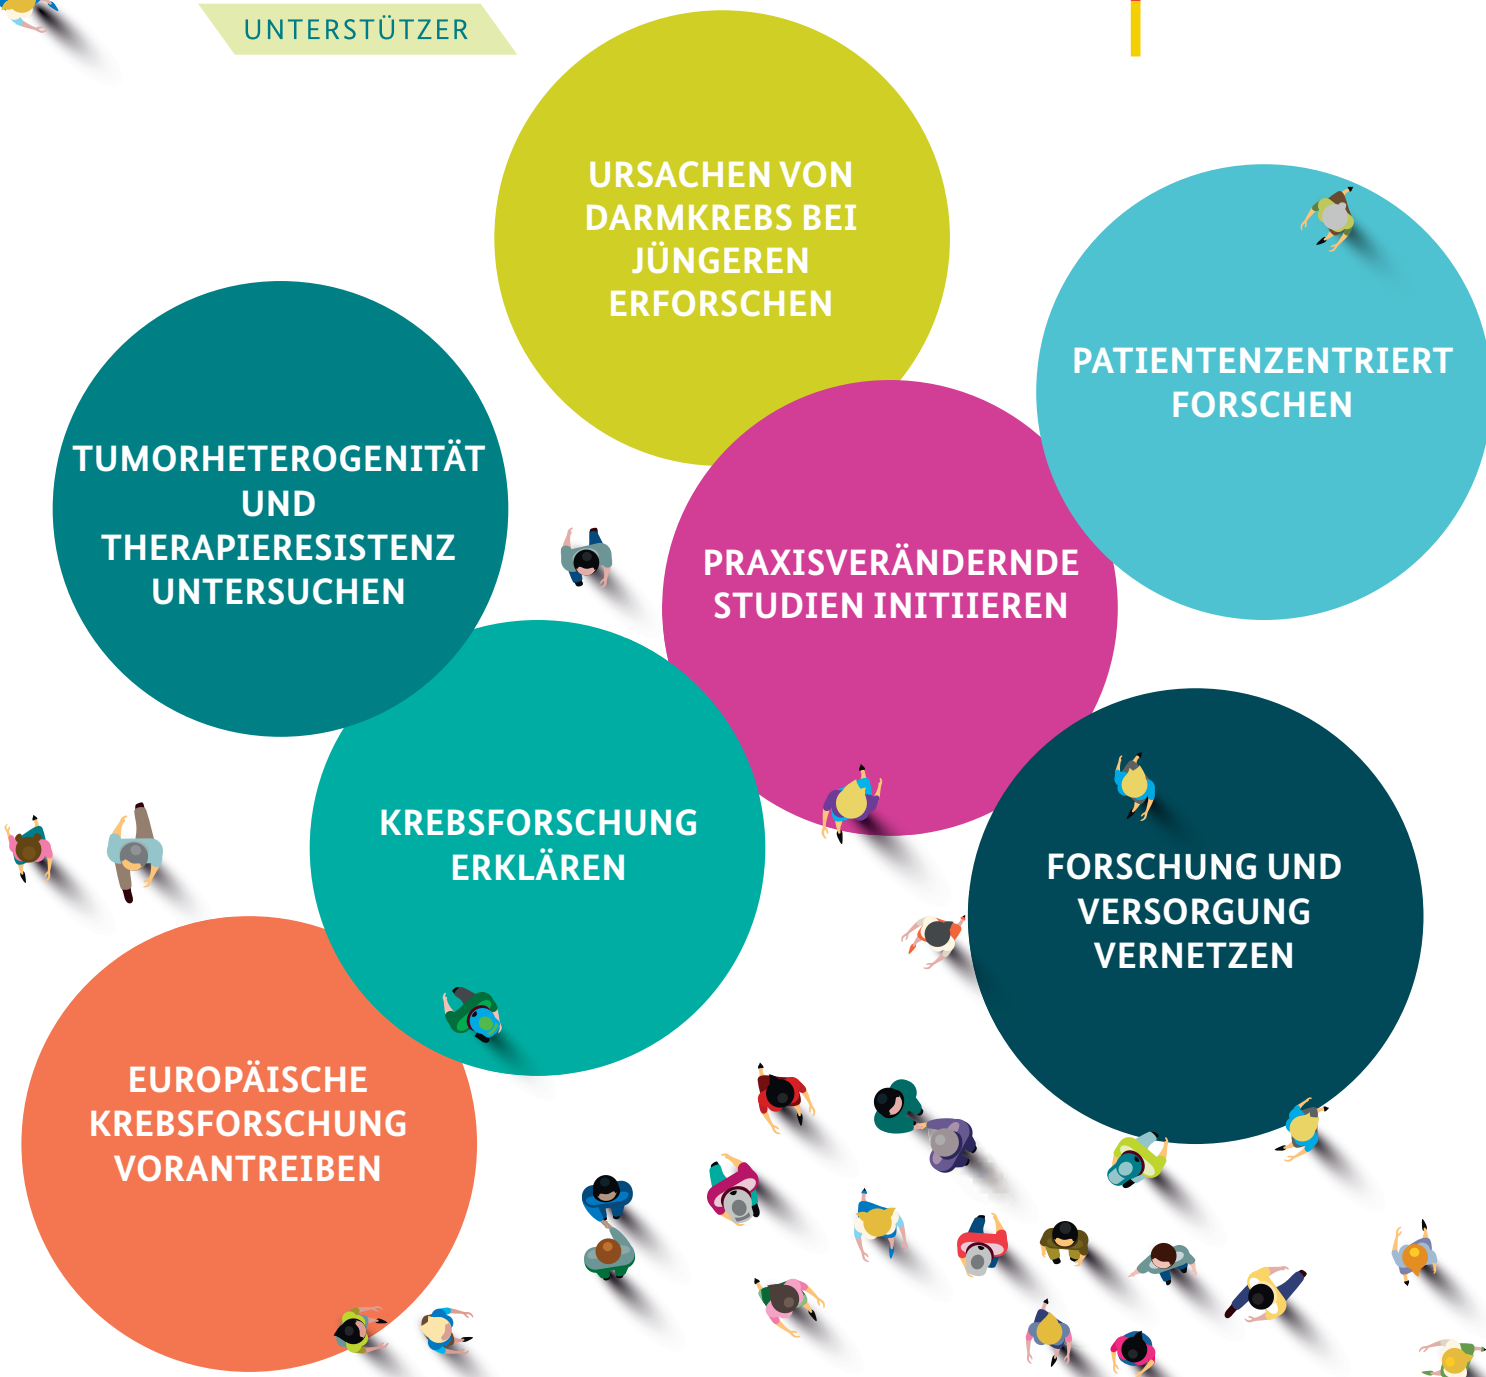 UNTERSTÜTZER
URSACHEN VON
DARMKREBS BEI
JÜNGEREN
ERFORSCHEN
PATIENTENZENTRIERT
FORSCHEN
TUMORHETEROGENITÄT
UND
THERAPIERESISTENZ
UNTERSUCHEN
PRAXISVERÄNDERNDE
STUDIEN INITIIEREN
KREBSFORSCHUNG
ERKLÄREN
FORSCHUNG UND
VERSORGUNG
VERNETZEN
EUROPÄISCHE
KREBSFORSCHUNG
VORANTREIBEN